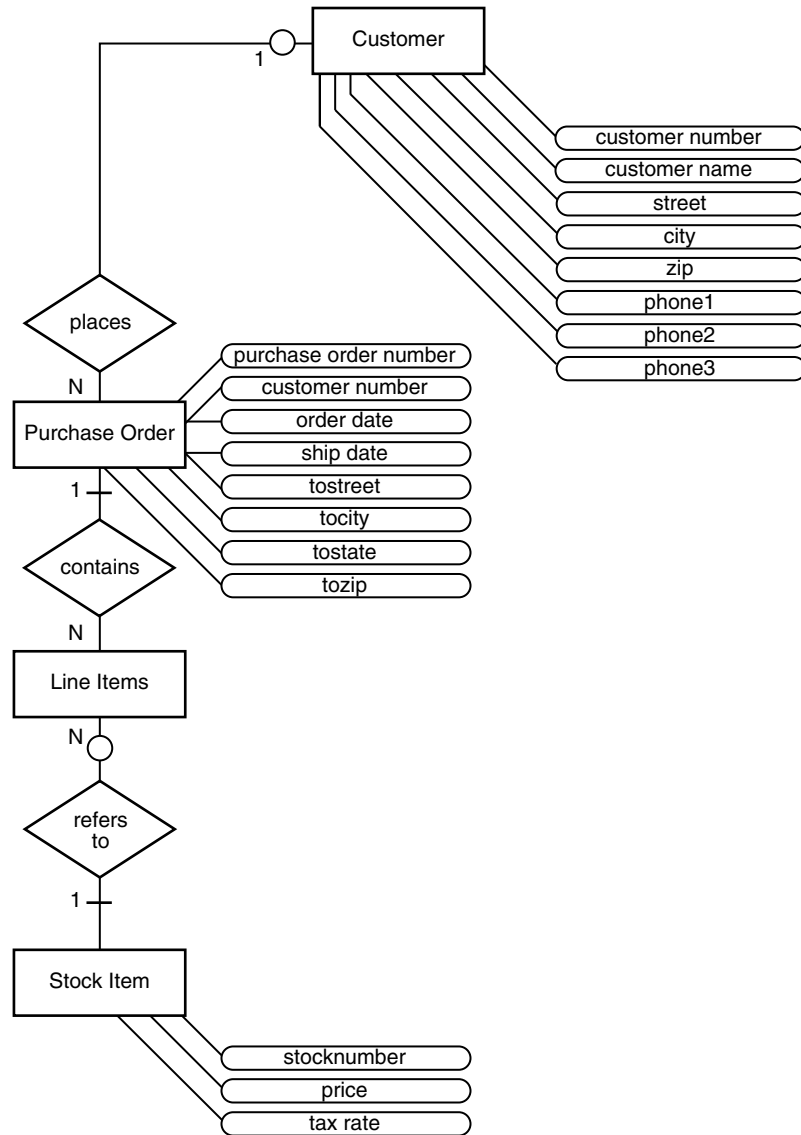 Customer
1
customer number
customer name
street
city
zip
phone1
phone2
phone3
places
N
purchase order number
customer number
order date
ship date
tostreet
tocity
tostate
tozip
Purchase Order
1
contains
N
Line Items
N
refers
to
1
Stock Item
stocknumber
price
tax rate